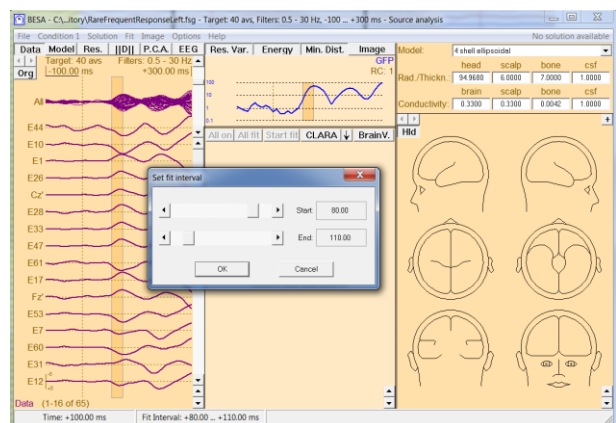 BESA - C:\...itory\RareFrequentResponseLeft.fsg - Target: 40 avs, Filters: 0.5 - 30 Hz, -100 ... +300 ms - Source analysis
File Condition 1 Solution Fit Image Options Help No solution available
Data Model Res. ||D|| P.C.A. EEG Res. Var. Energy Min. Dist. Image Model: 4 shell ellipsoidal
Target: 40 avs Filters: 0.5 - 30 Hz GFP head scalp bone csf
Org -100.00 ms +300.00 ms RC: 1 Rad./Thickn.: 94.9680 6.0000 7.0000 1.0000
100 brain scalp bone csf
10 Conductivity: 0.3300 0.3300 0.0042 1.0000
All 1
0.1
E44 All on All fit Start fit CLARA BrainV. Hld
E10
E1
Set fit interval
E26
Cz'
E28 Start: 80.00
E33
E47 End: 110.00
E61
E17 OK Cancel
Fz'
E53
E7
E60
E31
E12
Data (1-16 of 65)
Time: +100.00 ms Fit Interval: +80.00 ... +110.00 ms